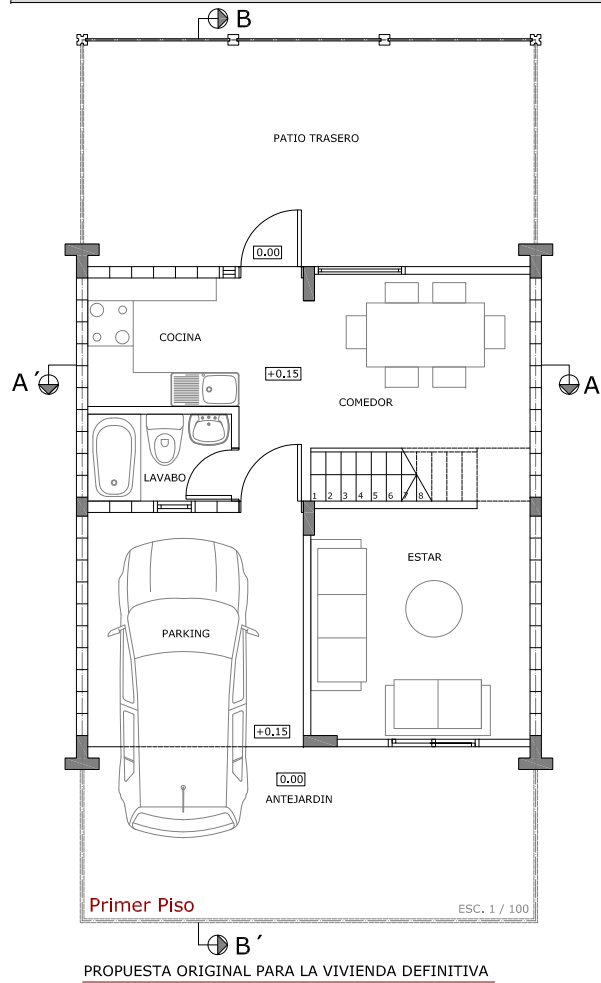 B
PATIO TRASERO
0.00
COCINA
A´
+0.15
A
COMEDOR
LAVABO
1 2 3 4 5 6 7 8
ESTAR
PARKING
+0.15
0.00
ANTEJARDIN
Primer Piso
ESC. 1 / 100
B´
PROPUESTA ORIGINAL PARA LA VIVIENDA DEFINITIVA